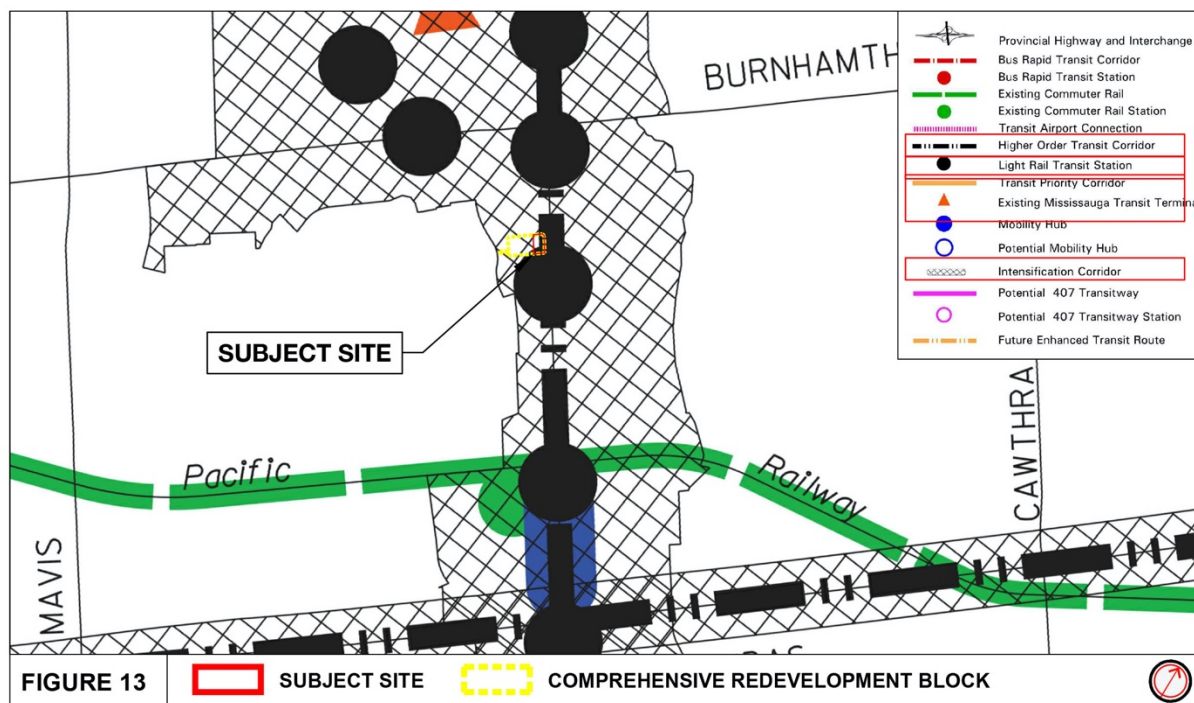 BURNHAMTH
Provincial Highway and Interchange
Bus Rapid Transit Corridor
Bus Rapid Transit Station
Existing Commuter Rail
Existing Commuter Rail Station
Transit Airport Connection
Higher Order Transit Corridor
Light Rail Transit Station
Transit Priority Corridor
Existing Mississauga Transit Termina
Mobility Hub
Potential Mobility Hub
Intensification Corridor
Potential 407 Transitway
Potential 407 Transitway Station
Future Enhanced Transit Route
SUBJECT SITE
Pacific Railway
CAWTHRA
MAVIS
FIGURE 13 SUBJECT SITE COMPREHENSIVE REDEVELOPMENT BLOCK